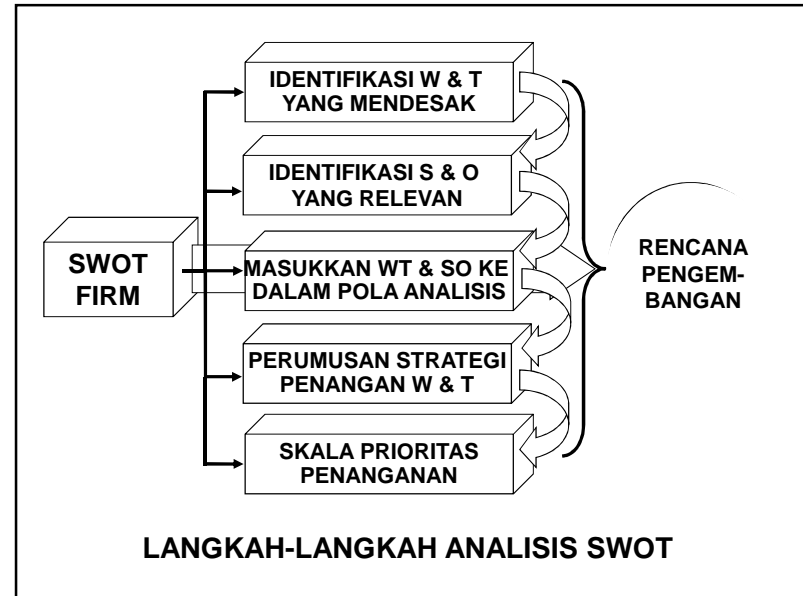 IDENTIFIKASI W & T
YANG MENDESAK
IDENTIFIKASI S & O
YANG RELEVAN
SWOT
FIRM
MASUKKAN WT & SO KE
DALAM POLA ANALISIS
RENCANA
PENGEM-
BANGAN
PERUMUSAN STRATEGI
PENANGAN W & T
SKALA PRIORITAS
PENANGANAN
LANGKAH-LANGKAH ANALISIS SWOT